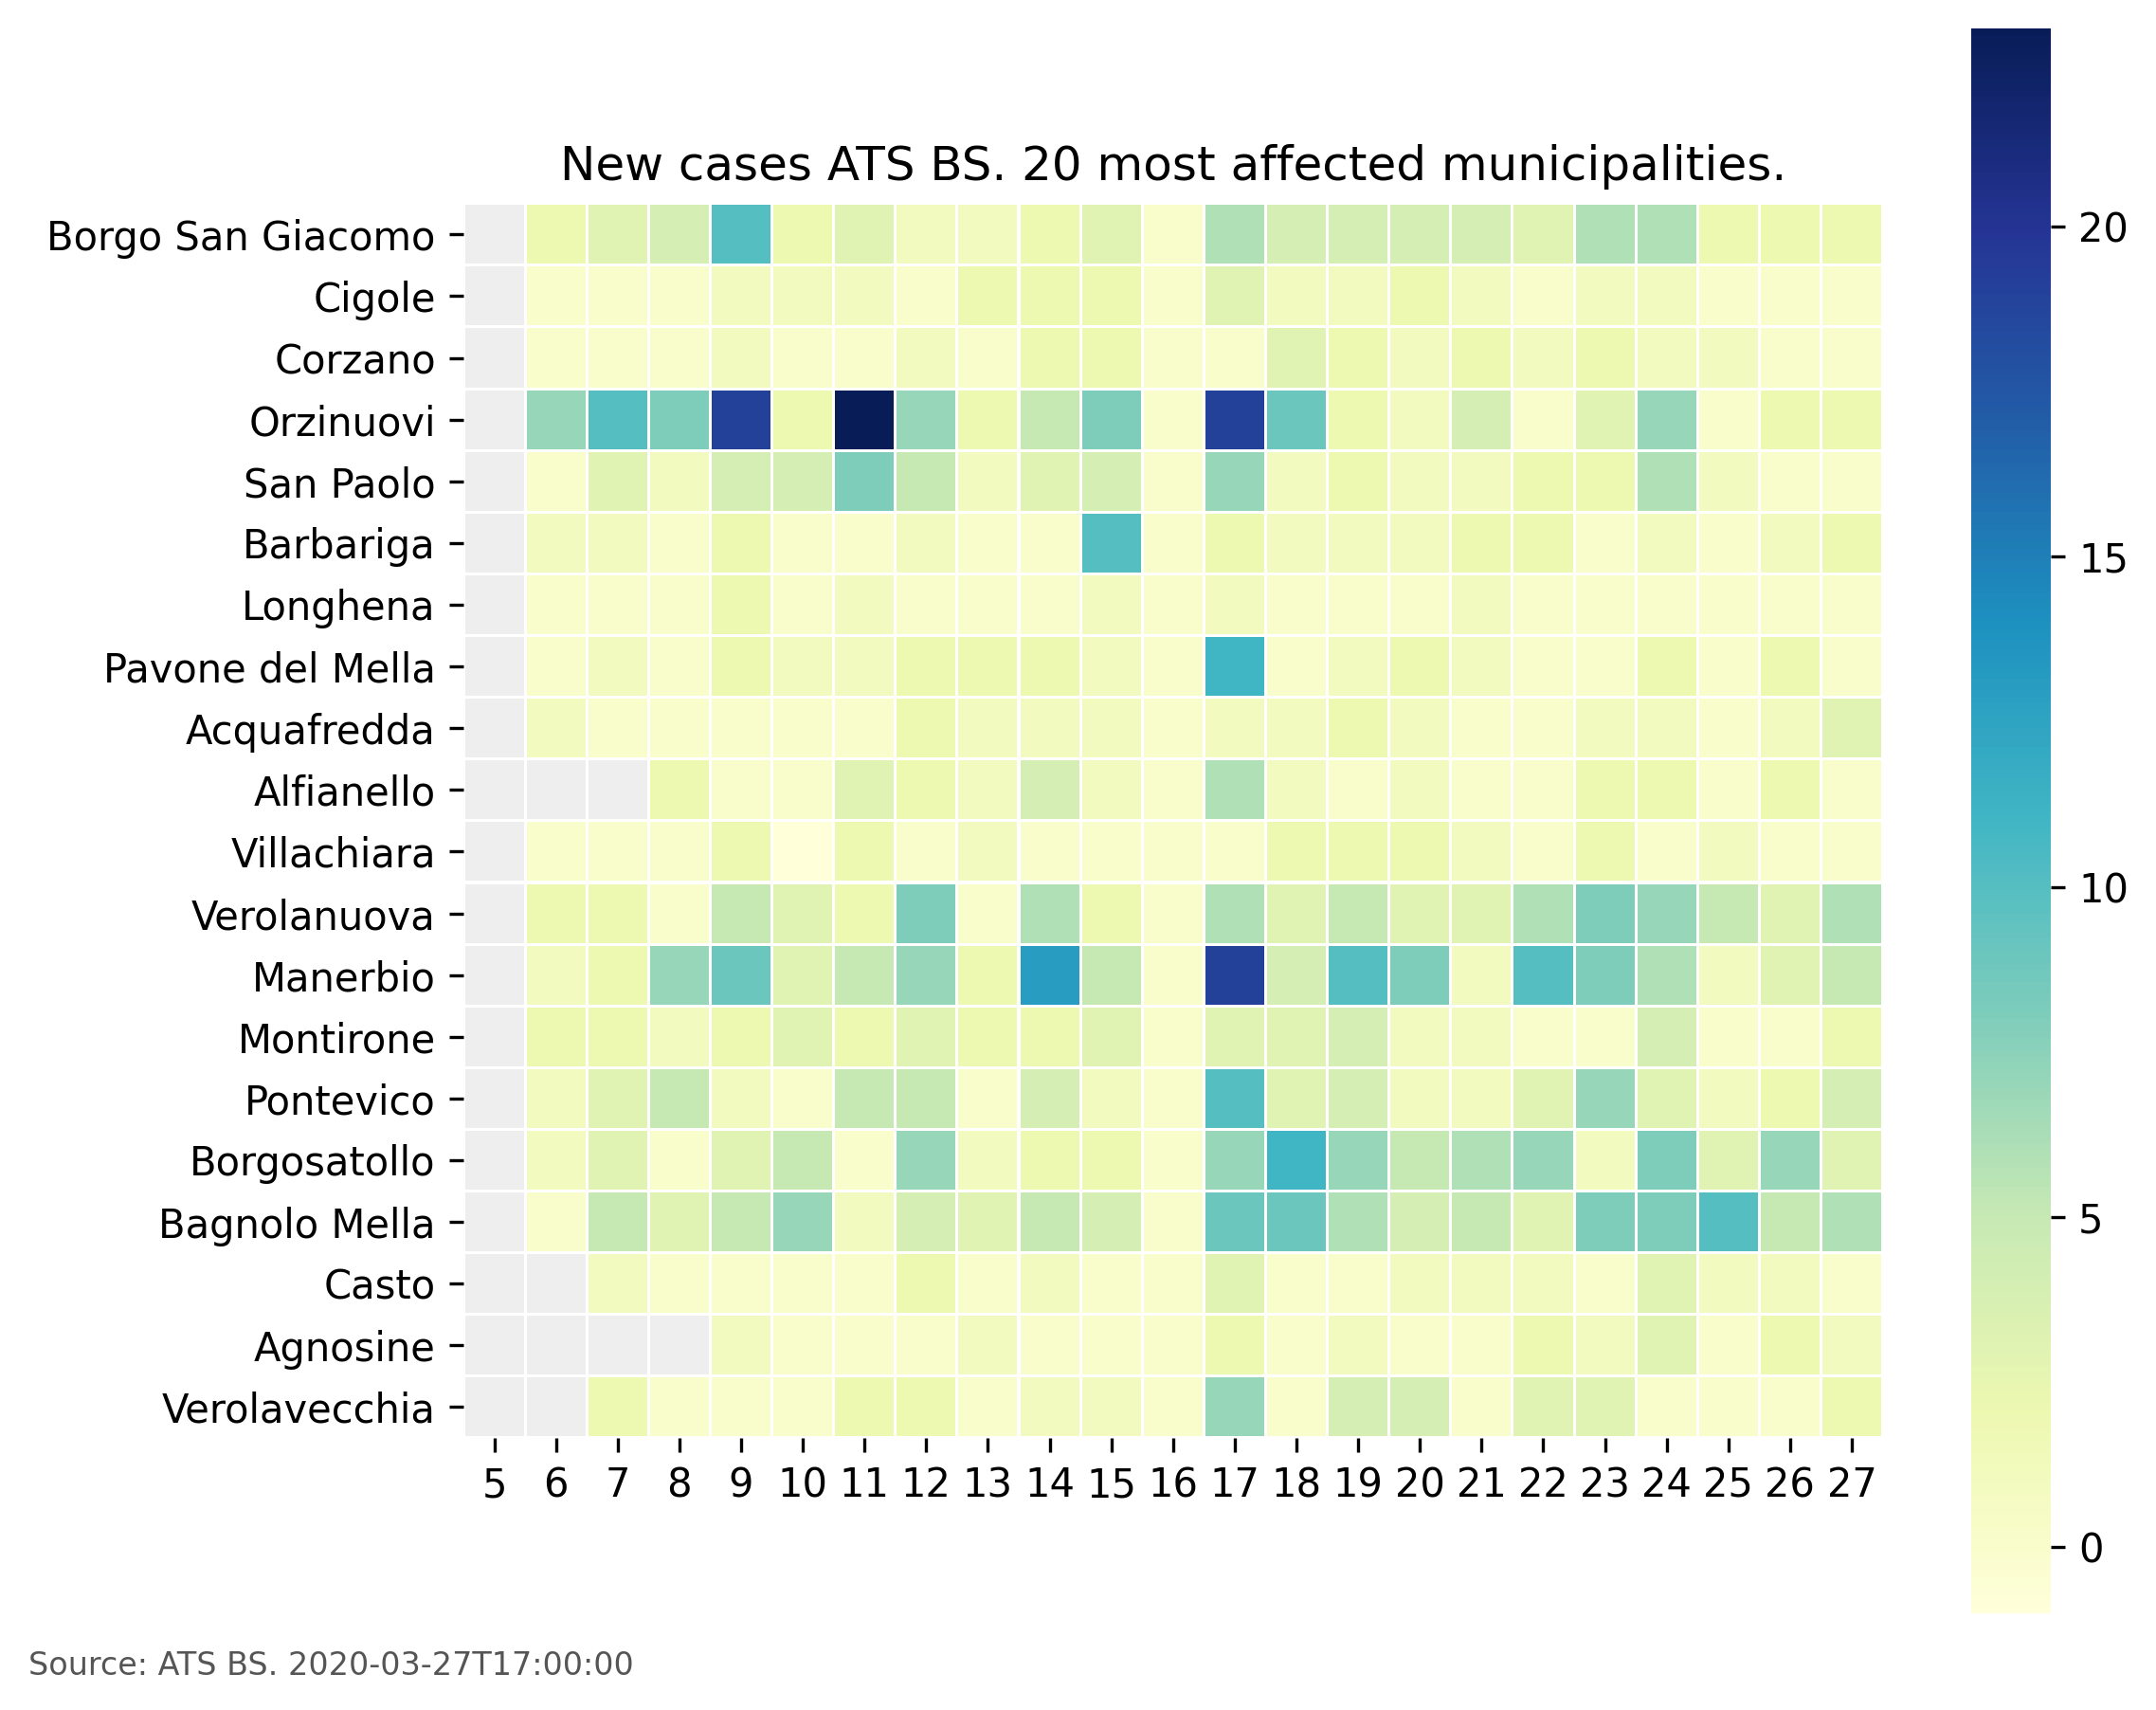 New cases ATS BS. 20 most affected municipalities.
Borgo San Giacomo
Cigole
Corzano
Orzinuovi
San Paolo
Barbariga
Longhena
Pavone del Mella
Acquafredda
Alfianello
Villachiara
Verolanuova
Manerbio
Montirone
Pontevico
Borgosatollo
Bagnolo Mella
Casto
Agnosine
Verolavecchia
5 6 7 8 9 10 11 12 13 14 15 16 17 18 19 20 21 22 23 24 25 26 27
20
15
10
5
0
Source: ATS BS. 2020-03-27T17:00:00